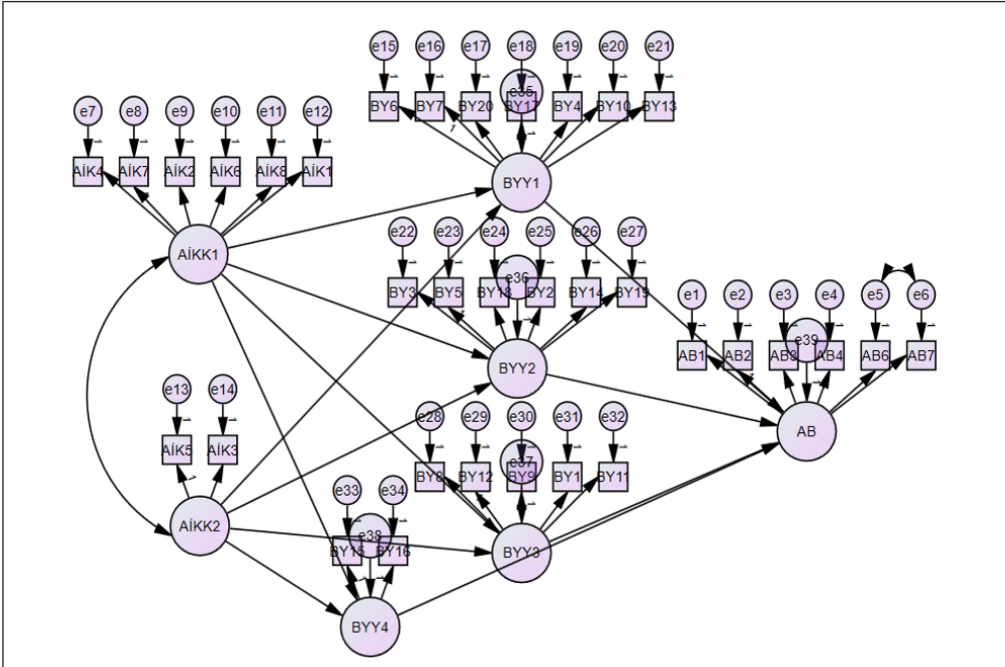 e15 e16 e17 e18 e19 e20 e21
e35
BY6 BY7 BY20 BY17 BY4 BY10 BY13
e7 e8 e9 e10 e11 e12
AİK4 AİK7 AİK2 AİK6 AİK8 AİK1
BYY1
AİKK1
e22 e23 e24 e25 e26 e27
e36
BY3 BY5 BY18 BY2 BY14 BY19
e1 e2 e3 e4 e5 e6
e39
AB1 AB2 AB3 AB4 AB6 AB7
BYY2
e13 e14
AB
AİK5 AİK3
e28 e29 e30 e31 e32
e37
BY8 BY12 BY9 BY1 BY11
e33 e34
AİKK2
e38
BY15 BY16
BYY3
BYY4